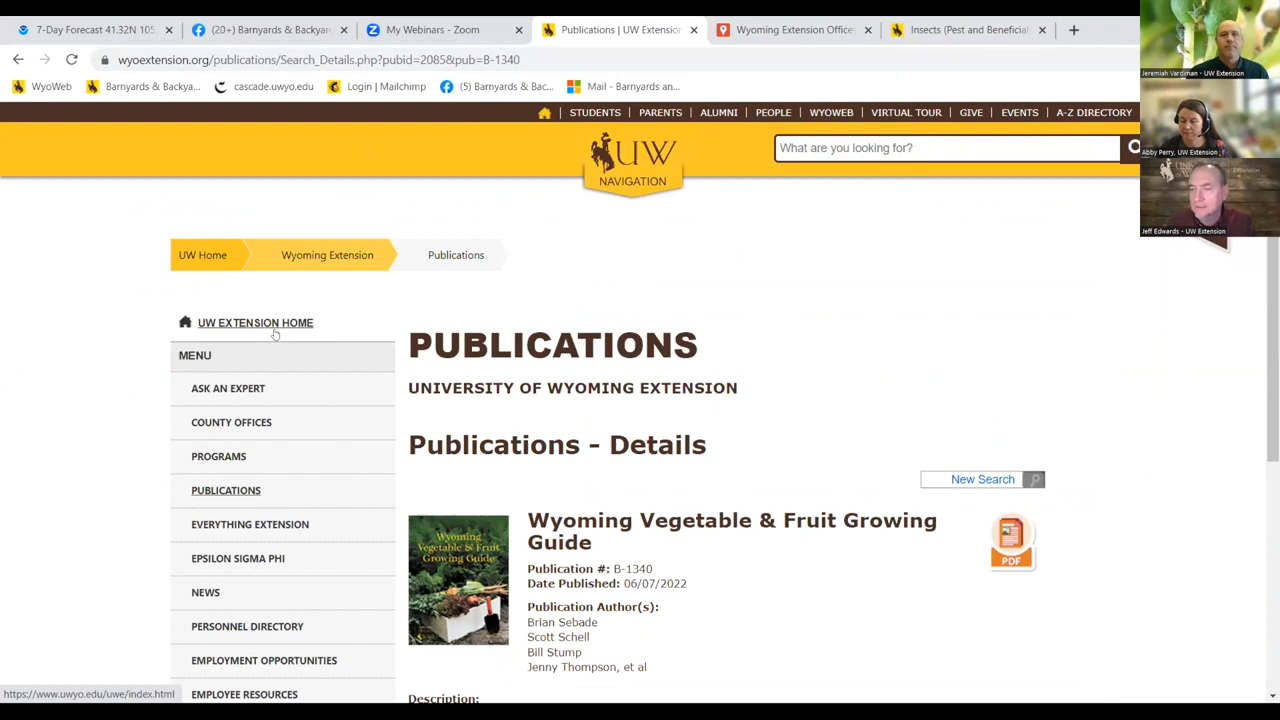 7-Day Forecast 41.32N 105.
(20+) Barnyards & Backyar
My Webinars - Zoom
Publications | UW Extension
Wyoming Extension Offices
Insects (Pest and Beneficial
wyoextension.org/publications/Search_Details.php?pubid=2085&pub=B-1340
WyoWeb
Barnyards & Backya...
cascade.uwyo.edu
Login | Mailchimp
(5) Barnyards & Bac...
Mail - Barnyards an...
STUDENTS | PARENTS | ALUMNI | PEOPLE | WYOWEB | VIRTUAL TOUR | GIVE | EVENTS | A-Z DIRECTORY
UW
NAVIGATION
What are you looking for?
Jeremiah Vardiman - UW Extension
Abby Perry, UW Extension
Jeff Edwards - UW Extension
UW Home
Wyoming Extension
Publications
UW EXTENSION HOME
MENU
ASK AN EXPERT
COUNTY OFFICES
PROGRAMS
PUBLICATIONS
EVERYTHING EXTENSION
EPSILON SIGMA PHI
NEWS
PERSONNEL DIRECTORY
EMPLOYMENT OPPORTUNITIES
EMPLOYEE RESOURCES
PUBLICATIONS
UNIVERSITY OF WYOMING EXTENSION
Publications - Details
New Search
Wyoming
Vegetable & Fruit
Growing Guide
Wyoming Vegetable & Fruit Growing
Guide
PDF
Publication #: B-1340
Date Published: 06/07/2022
Publication Author(s):
Brian Sebade
Scott Schell
Bill Stump
Jenny Thompson, et al
Description:
https://www.uwyo.edu/uwe/index.html